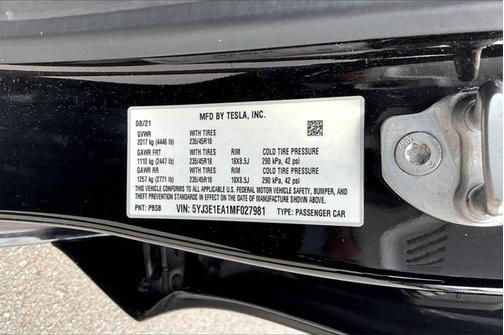 MFD BY TESLA, INC.
08/21
GVWR WITH TIRES
2017 kg (4446 lb) 235/45R18
GAWR FRT WITH TIRES RIM COLD TIRE PRESSURE
1110 kg (2447 lb) 235/45R18 18X8.5J 290 kPa, 42 psi
GAWR RR WITH TIRES RIM COLD TIRE PRESSURE
1257 kg (2771 lb) 235/45R18 18X8.5J 290 kPa, 42 psi
THIS VEHICLE CONFORMS TO ALL APPLICABLE U.S. FEDERAL MOTOR VEHICLE SAFETY, BUMPER, AND
THEFT PREVENTION STANDARDS IN EFFECT ON THE DATE OF MANUFACTURE SHOWN ABOVE.
PNT: PBSB VIN: 5YJ3E1EA1MF027981 TYPE: PASSENGER CAR